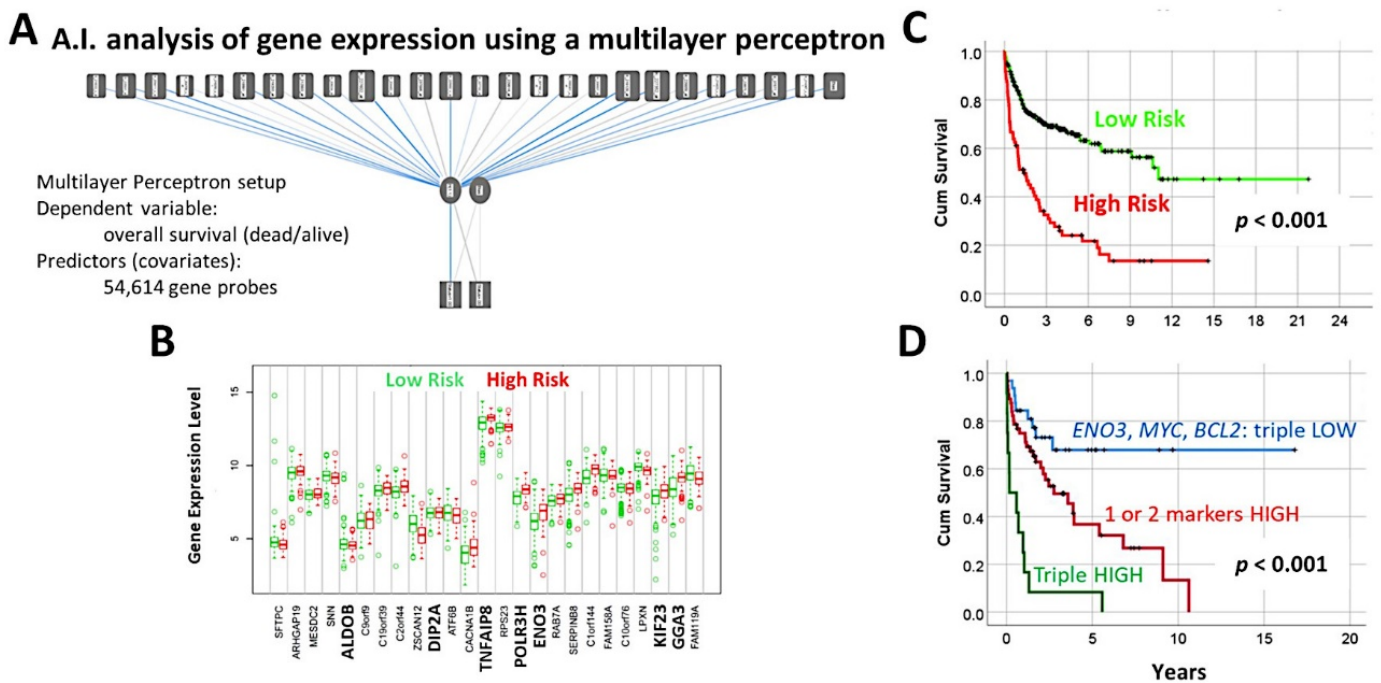 A
A.I. analysis of gene expression using a multilayer perceptron
Multilayer Perceptron setup
Dependent variable:
overall survival (dead/alive)
Predictors (covariates):
54,614 gene probes
B
Low Risk High Risk
Gene Expression Level
15
10
5
SFTPC
ARHGAP19
MESDC2
SNN
ALDOB
C9orf9
C19orf39
C2orf44
ZSCAN12
DIP2A
ATF6B
CACNA1B
TNFAIP8
RPS23
POLR3H
ENO3
RAB7A
SERPINB8
C1orf144
FAM158A
C10orf76
LPXN
KIF23
GGA3
FAM119A
C
Cum Survival
1.0
0.8
0.6
0.4
0.2
0.0
Low Risk
High Risk
p < 0.001
0 3 6 9 12 15 18 21 24
D
Cum Survival
1.0
0.8
0.6
0.4
0.2
0.0
ENO3, MYC, BCL2: triple LOW
1 or 2 markers HIGH
Triple HIGH
p < 0.001
0 5 10 15 20
Years